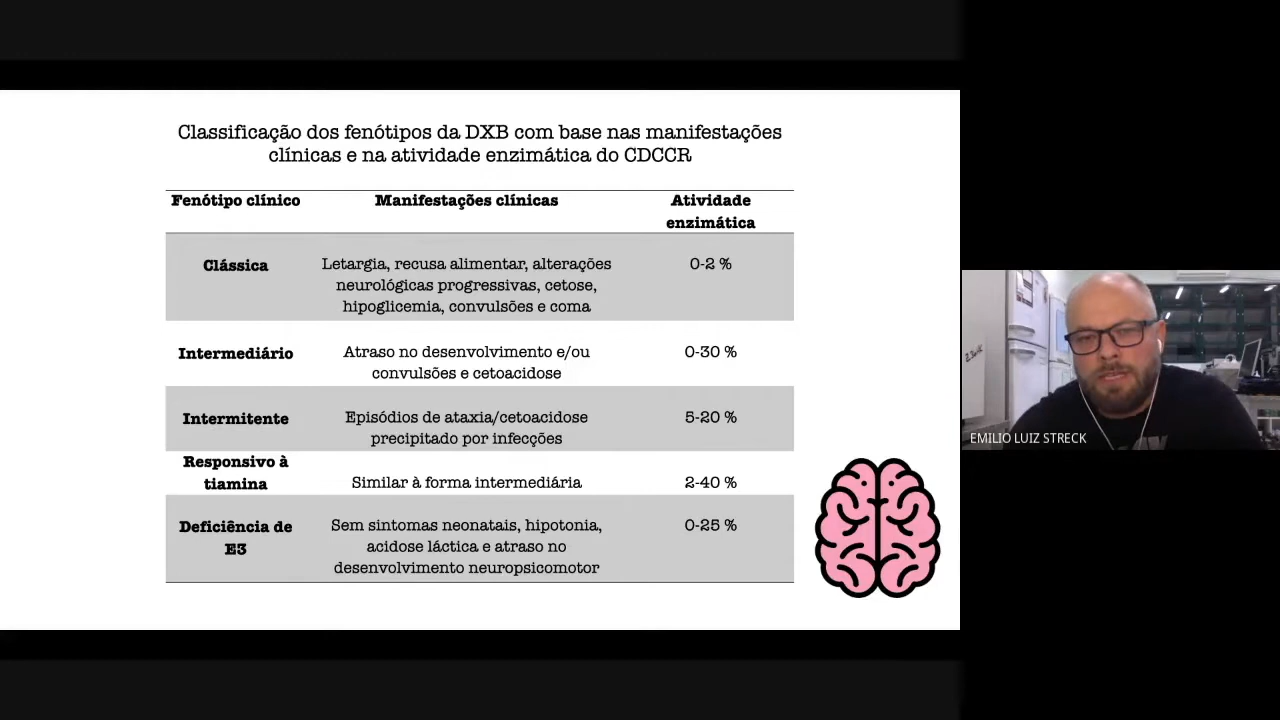 Classificação dos fenótipos da DXB com base nas manifestações
clínicas e na atividade enzimática do CDCCR
Fenótipo clínico
Manifestações clínicas
Atividade
enzimática
Clássica
Letargia, recusa alimentar, alterações
neurológicas progressivas, cetose,
hipoglicemia, convulsões e coma
0-2 %
Intermediário
Atraso no desenvolvimento e/ou
convulsões e cetoacidose
0-30 %
Intermitente
Episódios de ataxia/cetoacidose
precipitado por infecções
5-20 %
Responsivo à
tiamina
Similar à forma intermediária
2-40 %
Deficiência de
E3
Sem sintomas neonatais, hipotonia,
acidose láctica e atraso no
desenvolvimento neuropsicomotor
0-25 %
EMILIO LUIZ STRECK